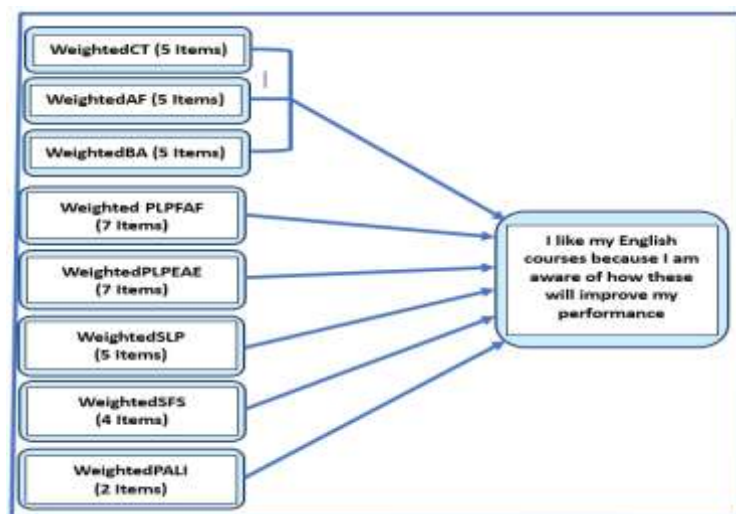 WeightedCT (5 Items)
WeightedAF (5 Items)
WeightedBA (5 Items)
Weighted PLPFAF
(7 Items)
WeightedPLPEAE
(7 Items)
WeightedSLP
(5 Items)
WeightedSFS
(4 Items)
WeightedPALI
(2 Items)
I like my English
courses because I am
aware of how these
will improve my
performance